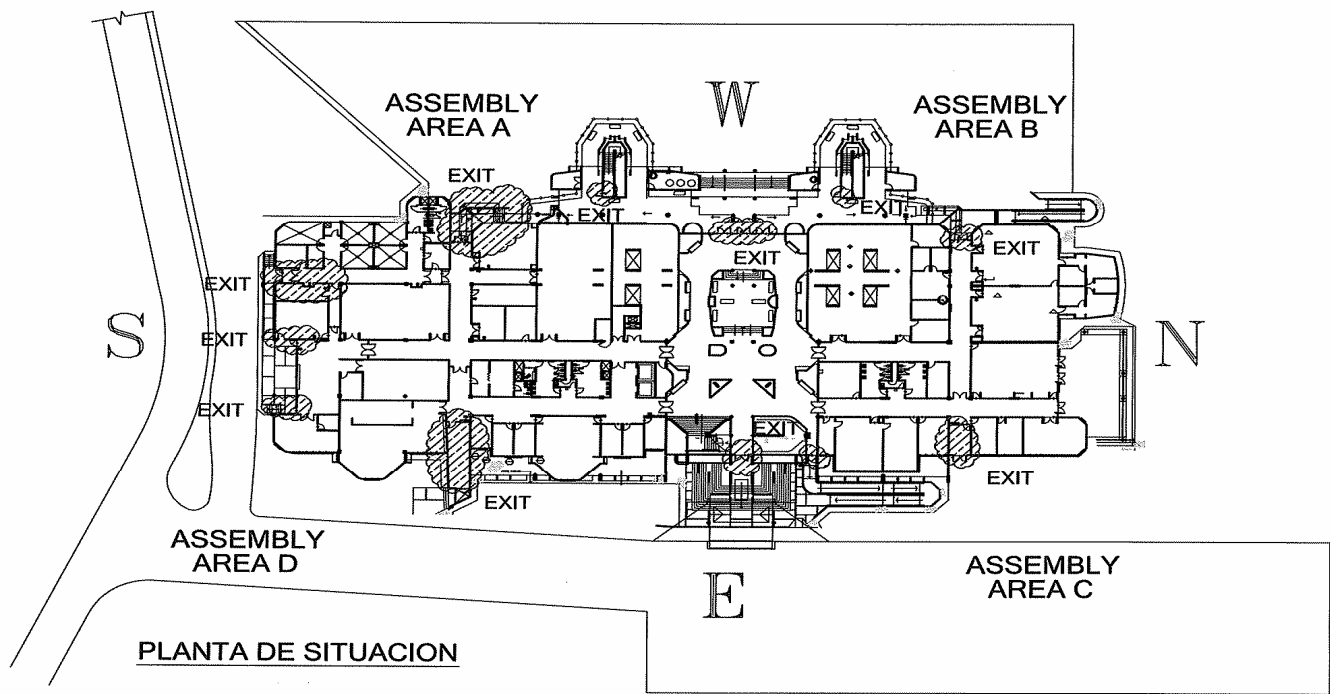 W
ASSEMBLY
AREA A
ASSEMBLY
AREA B
EXIT
EXIT
EXIT
EXIT
EXIT
EXIT
S
EXIT
N
EXIT
EXIT
EXIT
EXIT
ASSEMBLY
AREA D
ASSEMBLY
AREA C
E
PLANTA DE SITUACION